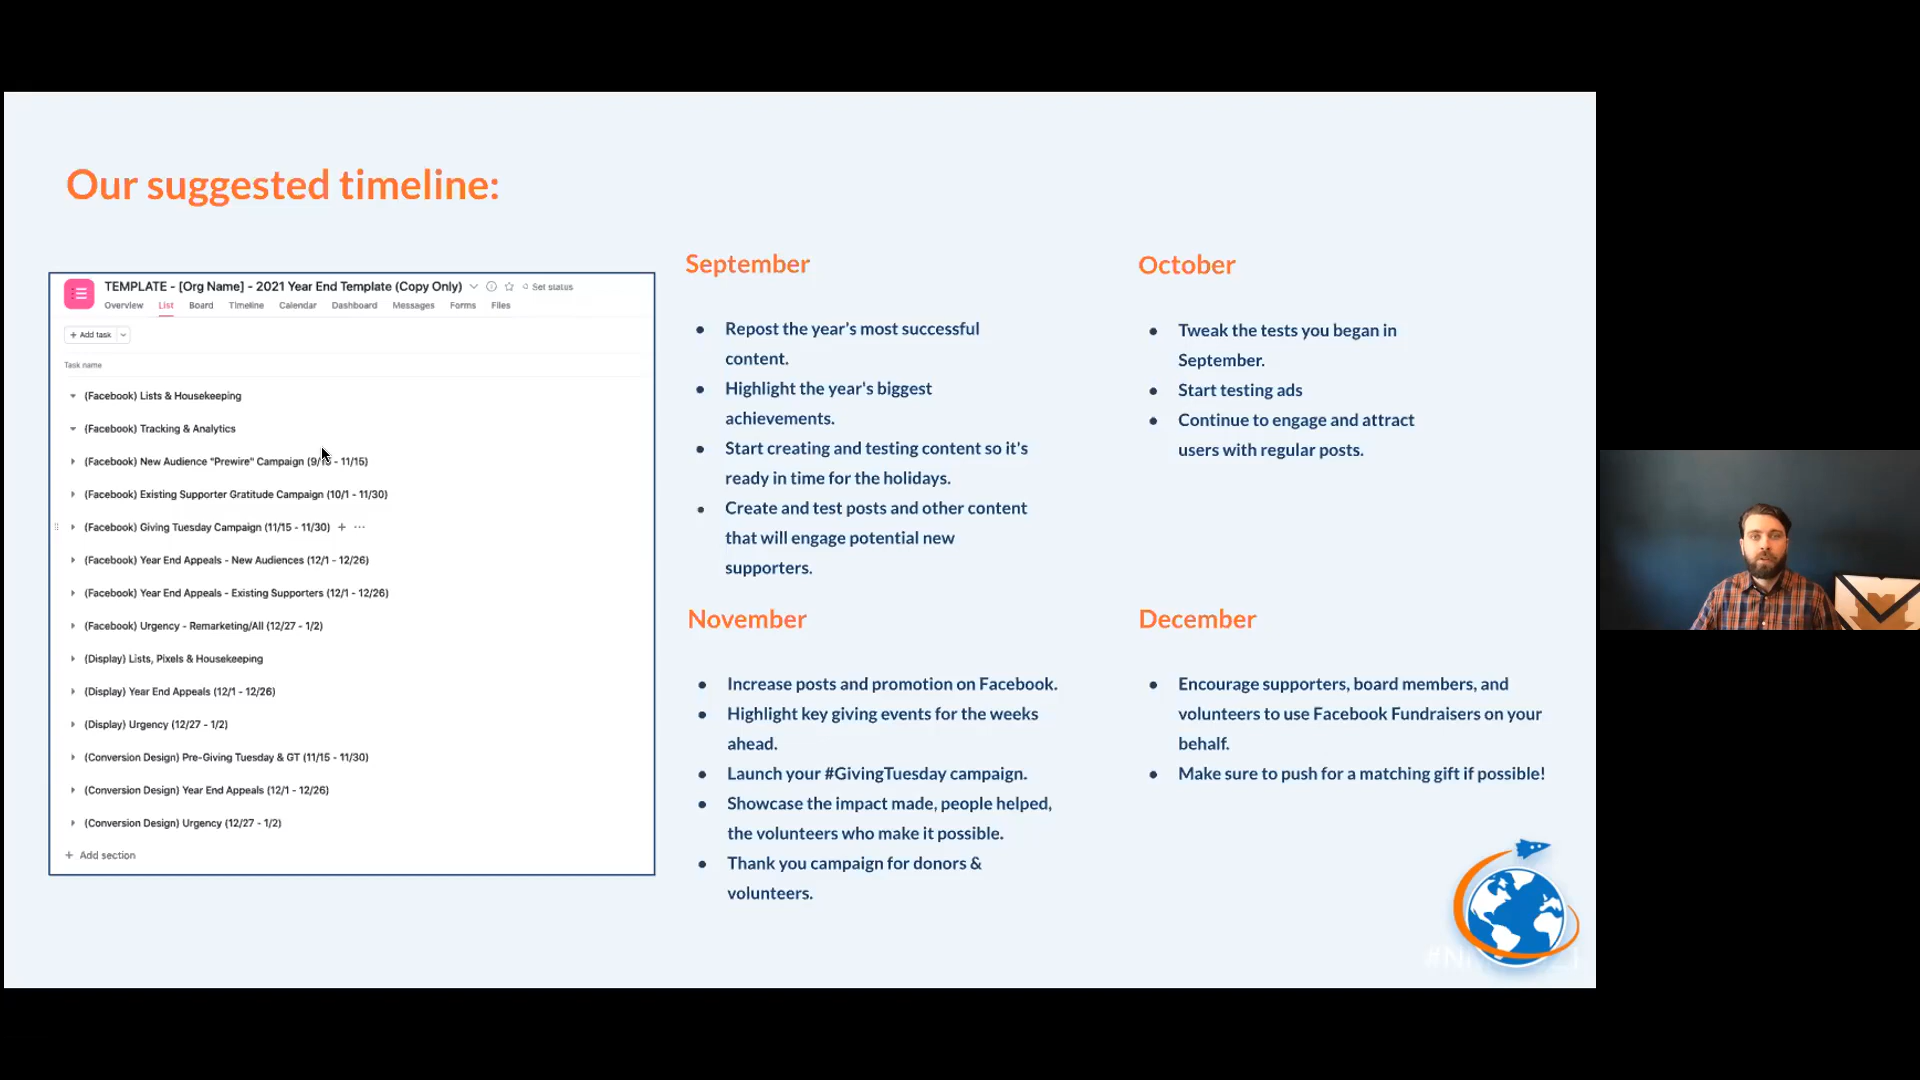 Our suggested timeline:
TEMPLATE - [Org Name] - 2021 Year End Template (Copy Only)
Set status
Overview List Board Timeline Calendar Dashboard Messages Forms Files
+ Add task
Task name
(Facebook) Lists & Housekeeping
(Facebook) Tracking & Analytics
(Facebook) New Audience "Prewire" Campaign - 11/15)
(Facebook) Existing Supporter Gratitude Campaign (10/1 - 11/30)
(Facebook) Giving Tuesday Campaign (11/15 - 11/30) + ...
(Facebook) Year End Appeals - New Audiences (12/1 - 12/26)
(Facebook) Year End Appeals - Existing Supporters (12/1 - 12/26)
(Facebook) Urgency - Remarketing/All (12/27 - 1/2)
(Display) Lists, Pixels & Housekeeping
(Display) Year End Appeals (12/1 - 12/26)
(Display) Urgency (12/27 - 1/2)
(Conversion Design) Pre-Giving Tuesday & GT (11/15 - 11/30)
(Conversion Design) Year End Appeals (12/1 - 12/26)
(Conversion Design) Urgency (12/27 - 1/2)
+ Add section
September
• Repost the year's most successful
content.
• Highlight the year's biggest
achievements.
• Start creating and testing content so it's
ready in time for the holidays.
• Create and test posts and other content
that will engage potential new
supporters.
October
• Tweak the tests you began in
September.
• Start testing ads
• Continue to engage and attract
users with regular posts.
November
• Increase posts and promotion on Facebook.
• Highlight key giving events for the weeks
ahead.
• Launch your #GivingTuesday campaign.
• Showcase the impact made, people helped,
the volunteers who make it possible.
• Thank you campaign for donors &
volunteers.
December
• Encourage supporters, board members, and
volunteers to use Facebook Fundraisers on your
behalf.
• Make sure to push for a matching gift if possible!